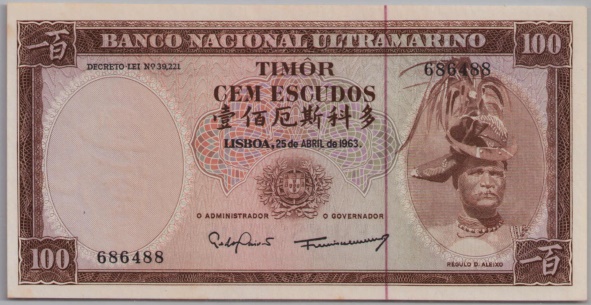 一百 BANCO NACIONAL ULTRAMARINO 100
DECRETO-LEI Nº 39,221
TIMÔR
686488
CEM ESCUDOS
壹佰厄斯科多
LISBOA, 25 de ABRIL de 1963.
O ADMINISTRADOR O GOVERNADOR
686488
REGULO D. ALEIXO
100 一百